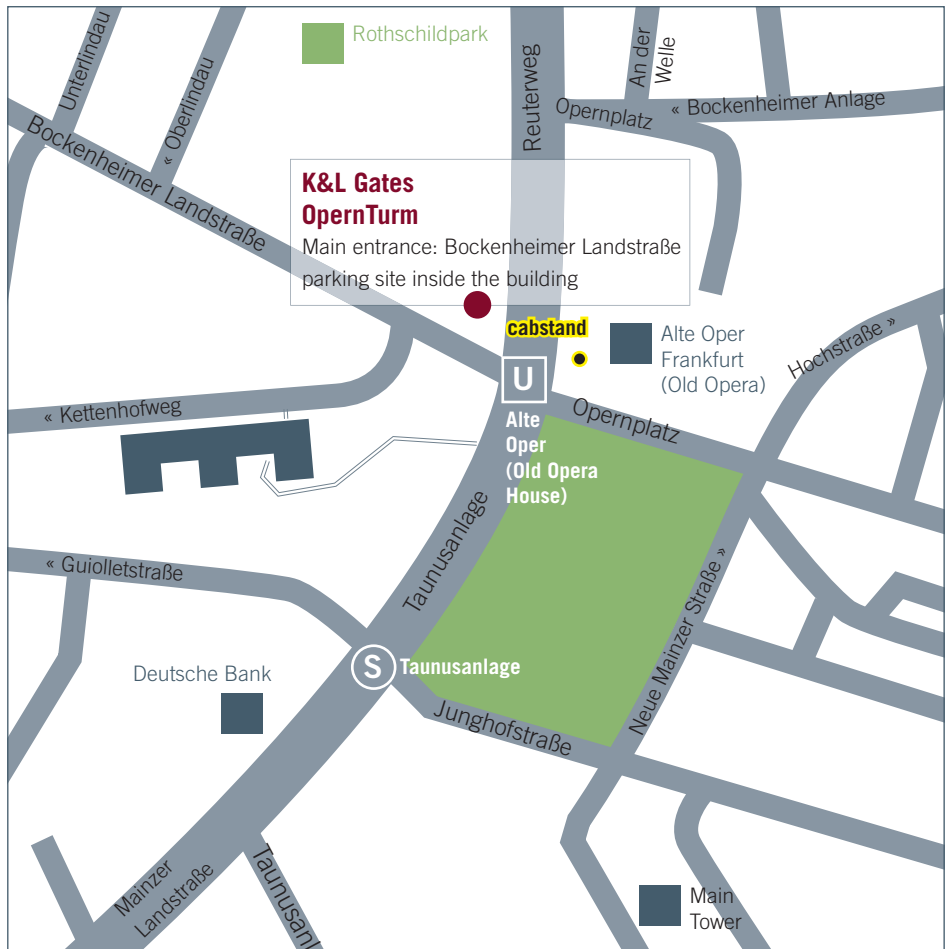 Rothschildpark
Unterlindau
« Oberlindau
Reuterweg
An der
Welle
Opernplatz
« Bockenheimer Anlage
Bockenheimer Landstraße
K&L Gates
OpernTurm
Main entrance: Bockenheimer Landstraße
parking site inside the building
cabstand
Alte Oper
Frankfurt
(Old Opera)
Hochstraße »
U
Alte
Oper
(Old Opera
House)
Opernplatz
« Kettenhofweg
Taunusanlage
« Guiolletstraße
Neue Mainzer Straße »
S
Taunusanlage
Deutsche Bank
Junghofstraße
Mainzer
Landstraße
Taunusanl
Main
Tower